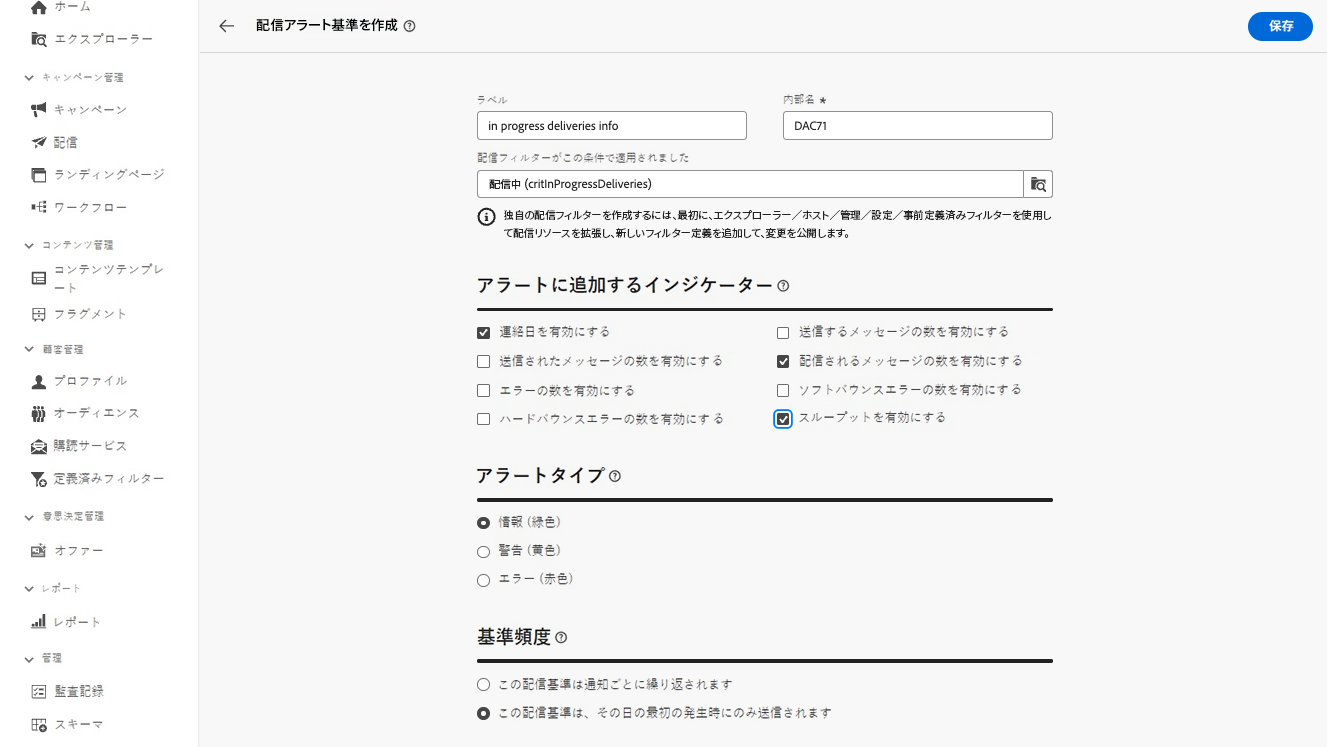 ホーム
エクスプローラー
キャンペーン管理
キャンペーン
配信
ランディングページ
ワークフロー
コンテンツ管理
コンテンツテンプレ
ート
フラグメント
顧客管理
プロファイル
オーディエンス
購読サービス
定義済みフィルター
意思決定管理
オファー
レポート
レポート
管理
監査記録
スキーマ
配信アラート基準を作成
保存
ラベル
内部名 *
in progress deliveries info
DAC71
配信フィルターがこの条件で適用されました
配信中 (critInProgressDeliveries)
独自の配信フィルターを作成するには、最初に、エクスプローラー／ホスト／管理／設定／事前定義済みフィルターを使用し
て配信リソースを拡張し、新しいフィルター定義を追加して、変更を公開します。
アラートに追加するインジケーター
連絡日を有効にする
送信するメッセージの数を有効にする
送信されたメッセージの数を有効にする
配信されるメッセージの数を有効にする
エラーの数を有効にする
ソフトバウンスエラーの数を有効にする
ハードバウンスエラーの数を有効にする
スループットを有効にする
アラートタイプ
情報 (緑色)
警告 (黄色)
エラー (赤色)
基準頻度
この配信基準は通知ごとに繰り返されます
この配信基準は、その日の最初の発生時にのみ送信されます